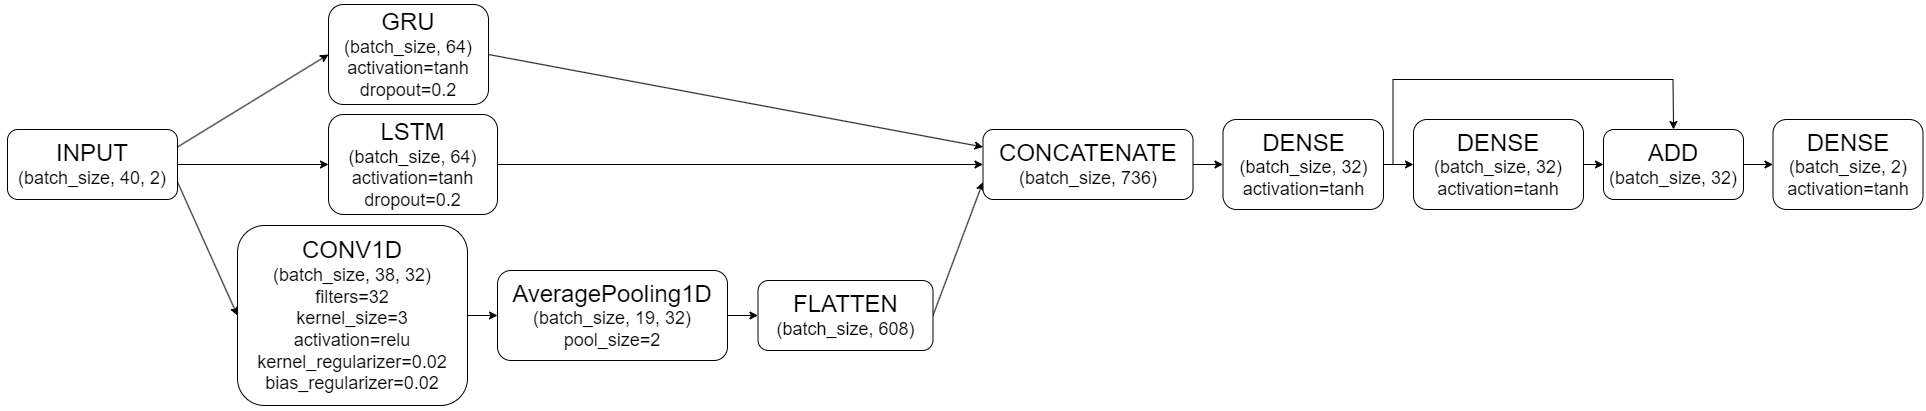 GRU
(batch_size, 64)
activation=tanh
dropout=0.2
INPUT
(batch_size, 40, 2)
LSTM
(batch_size, 64)
activation=tanh
dropout=0.2
CONV1D
(batch_size, 38, 32)
filters=32
kernel_size=3
activation=relu
kernel_regularizer=0.02
bias_regularizer=0.02
AveragePooling1D
(batch_size, 19, 32)
pool_size=2
FLATTEN
(batch_size, 608)
CONCATENATE
(batch_size, 736)
DENSE
(batch_size, 32)
activation=tanh
DENSE
(batch_size, 32)
activation=tanh
ADD
(batch_size, 32)
DENSE
(batch_size, 2)
activation=tanh